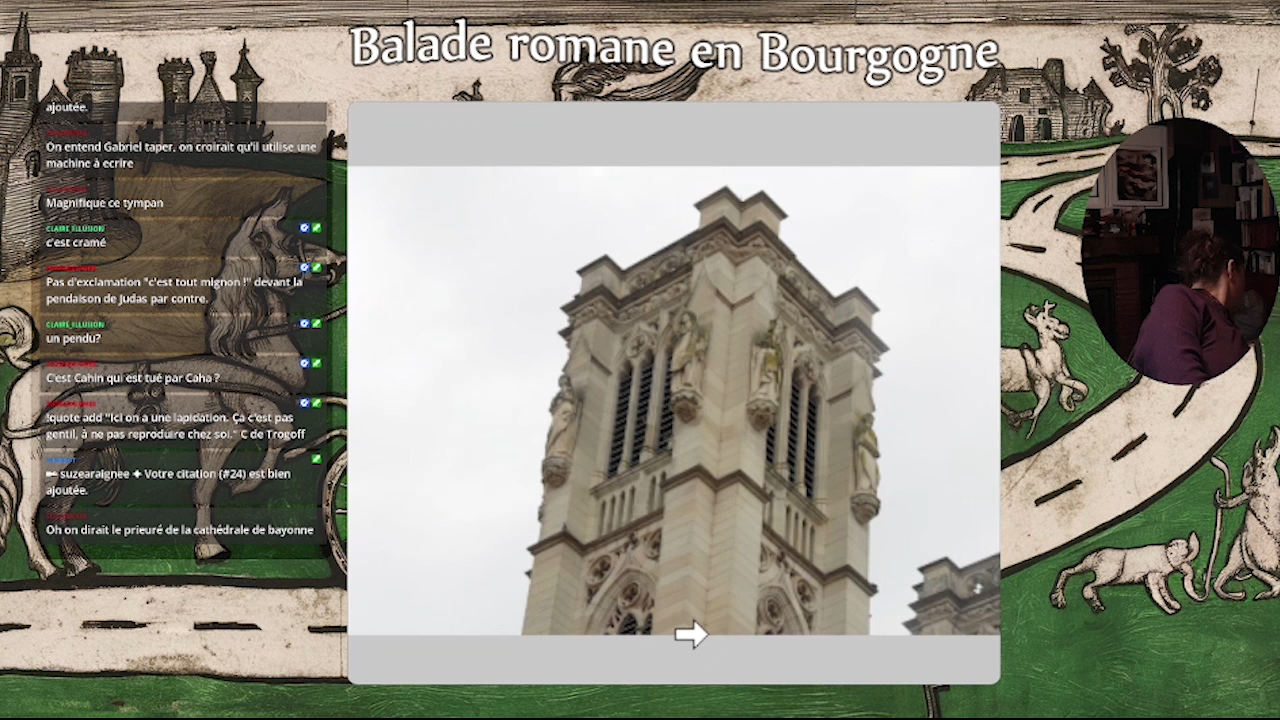 Balade romane en Bourgogne
ajoutée.
On entend Gabriel taper. on croirait qu'il utilise une
machine à ecrire
Magnifique ce tympan
CLAIRE_ILLUSION
c'est cramé
Pas d'exclamation "c'est tout mignon !" devant la
pendaison de Judas par contre.
CLAIRE_ILLUSION
un pendu?
C'est Cahin qui est tué par Caha ?
!quote add "Ici on a une lapidation. Ça c'est pas
gentil, à ne pas reproduire chez soi." C de Trogoff
suzearaignee ✦ Votre citation (#24) est bien
ajoutée.
Oh on dirait le prieuré de la cathédrale de bayonne